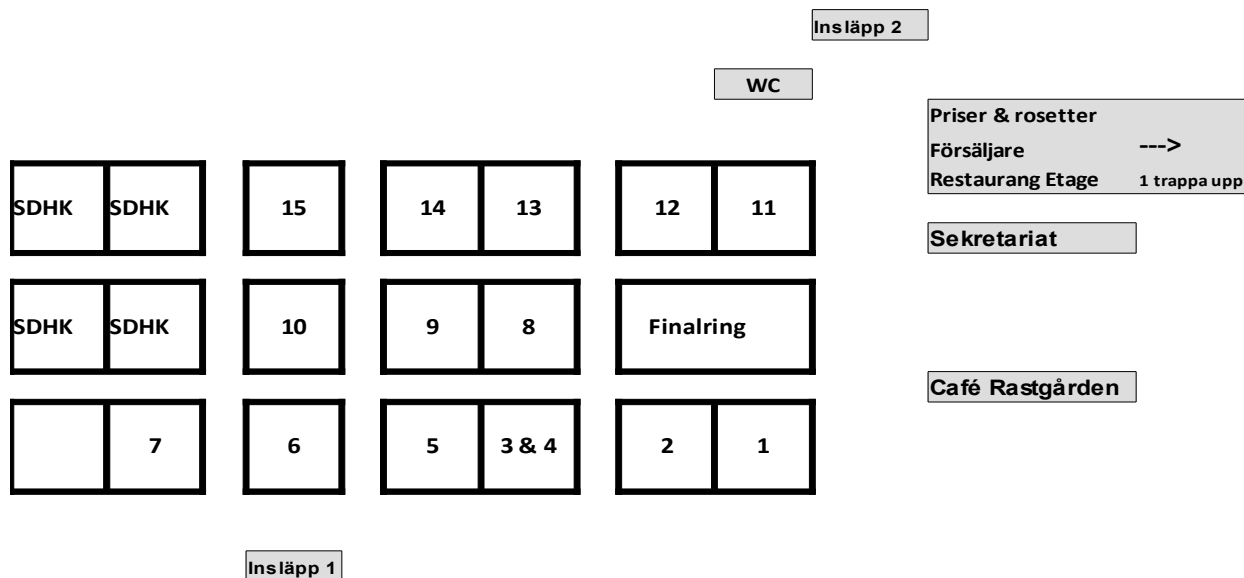 Insläpp 2
WC
Priser & rosetter
Försäljare --->
Restaurang Etage 1 trappa upp
SDHK SDHK 15 14 13 12 11
Sekretariat
SDHK SDHK 10 9 8 Finalring
Café Rastgården
7 6 5 3 & 4 2 1
Insläpp 1